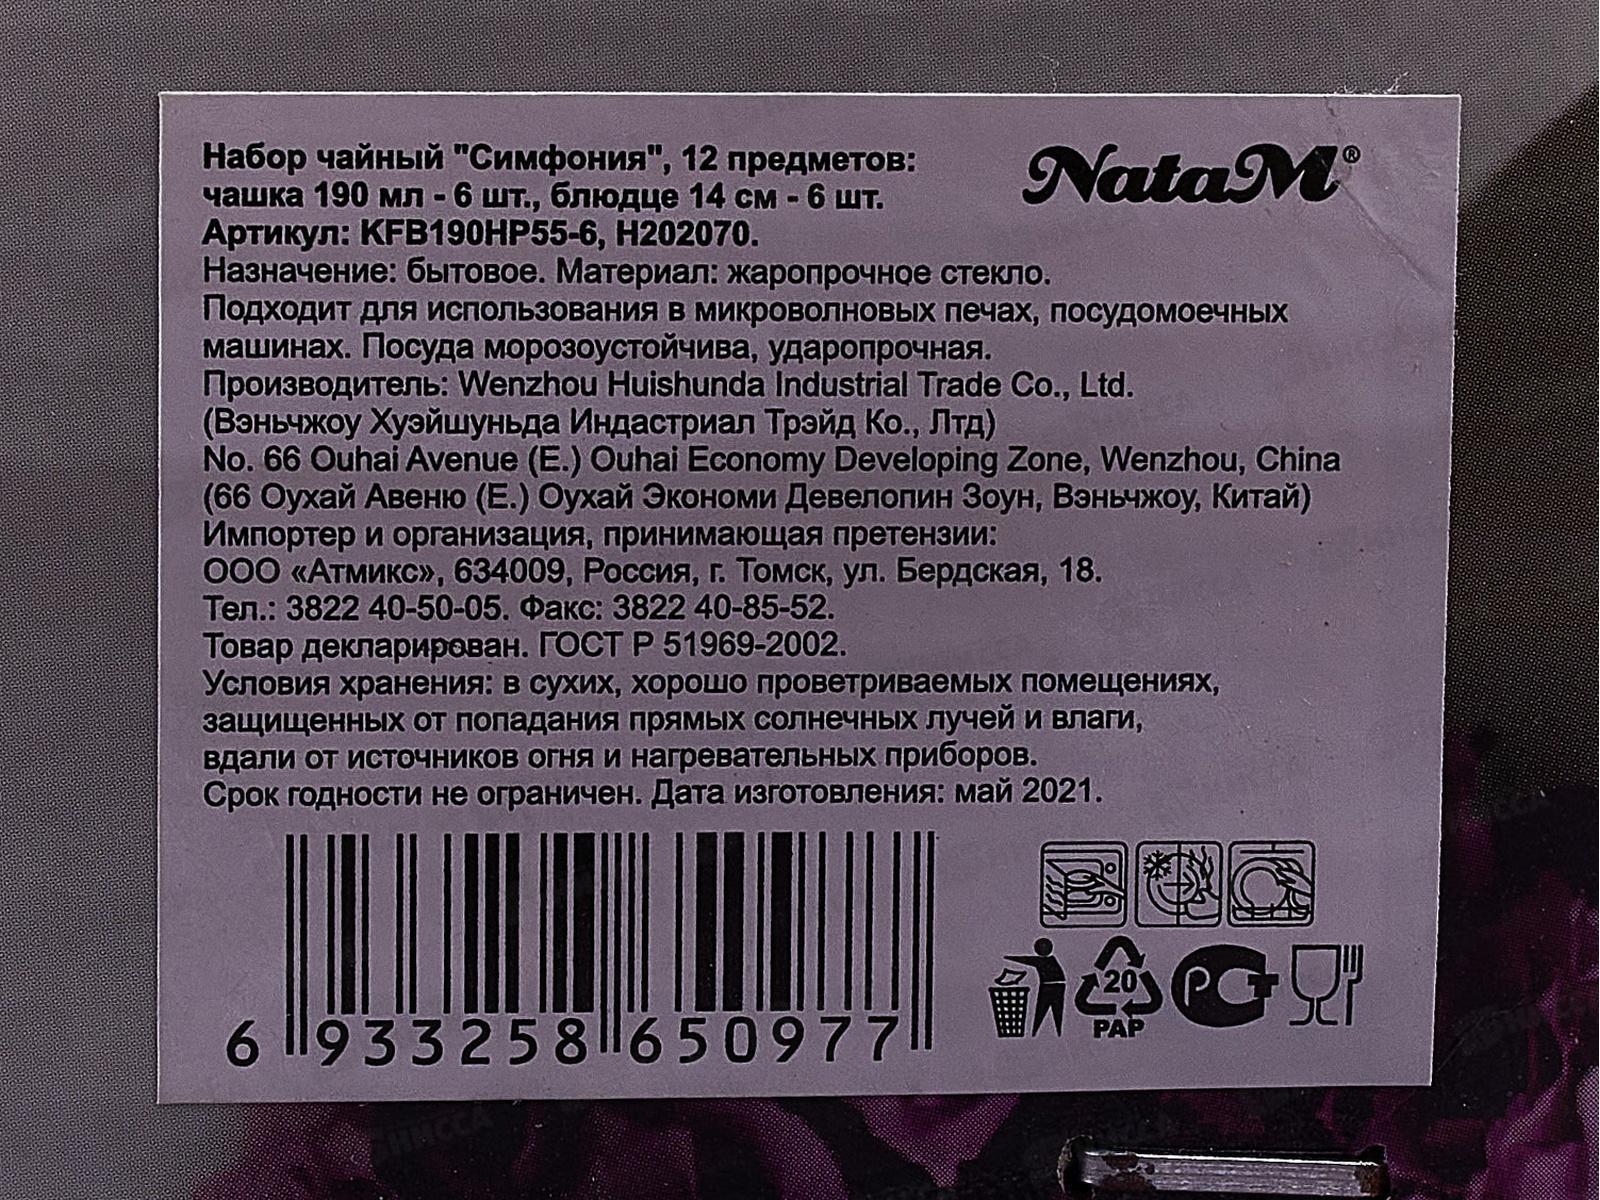 Набор чайный "Симфония", 12 предметов:
чашка 190 мл - 6 шт., блюдце 14 см - 6 шт.
Артикул: KFB190HP55-6, H202070.
NataM®
Назначение: бытовое. Материал: жаропрочное стекло.
Подходит для использования в микроволновых печах, посудомоечных
машинах. Посуда морозоустойчива, ударопрочная.
Производитель: Wenzhou Huishunda Industrial Trade Co., Ltd.
(Вэньчжоу Хуэйшуньда Индастриал Трэйд Ко., Лтд)
No. 66 Ouhai Avenue (E.) Ouhai Economy Developing Zone, Wenzhou, China
(66 Оухай Авеню (Е.) Оухай Экономи Девелопин Зоун, Вэньчжоу, Китай)
Импортер и организация, принимающая претензии:
ООО «Атмикс», 634009, Россия, г. Томск, ул. Бердская, 18.
Тел.: 3822 40-50-05. Факс: 3822 40-85-52.
Товар декларирован. ГОСТ Р 51969-2002.
Условия хранения: в сухих, хорошо проветриваемых помещениях,
защищенных от попадания прямых солнечных лучей и влаги,
вдали от источников огня и нагревательных приборов.
Срок годности не ограничен. Дата изготовления: май 2021.
6 933258 650977
20
PAP
РСТ
НИССА